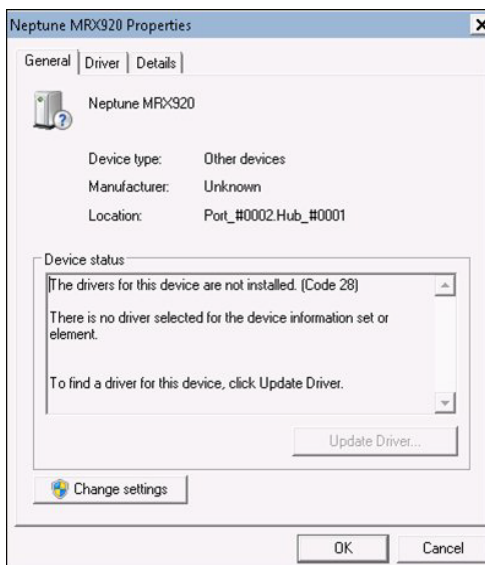 Neptune MRX920 Properties
General Driver Details
Neptune MRX920
Device type: Other devices
Manufacturer: Unknown
Location: Port_#0002.Hub_#0001
Device status
The drivers for this device are not installed. (Code 28)
There is no driver selected for the device information set or
element.
To find a driver for this device, click Update Driver.
Update Driver...
Change settings
OK Cancel